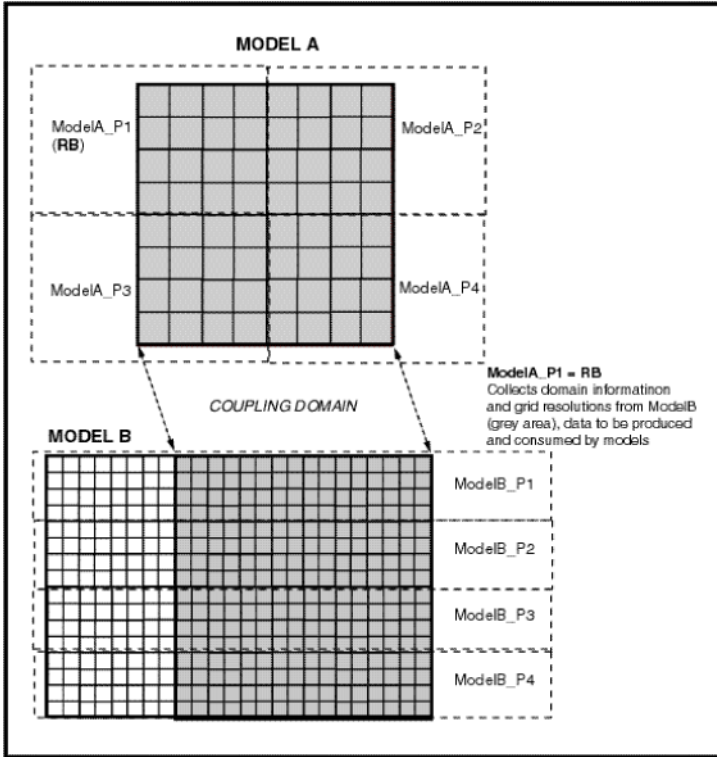 MODEL A
ModelA_P1
(RB)
ModelA_P2
ModelA_P3
ModelA_P4
ModelA_P1 = RB
Collects domain informatinon
and grid resolutions from ModelB
(grey area), data to be produced
and consumed by models
COUPLING DOMAIN
MODEL B
ModelB_P1
ModelB_P2
ModelB_P3
ModelB_P4